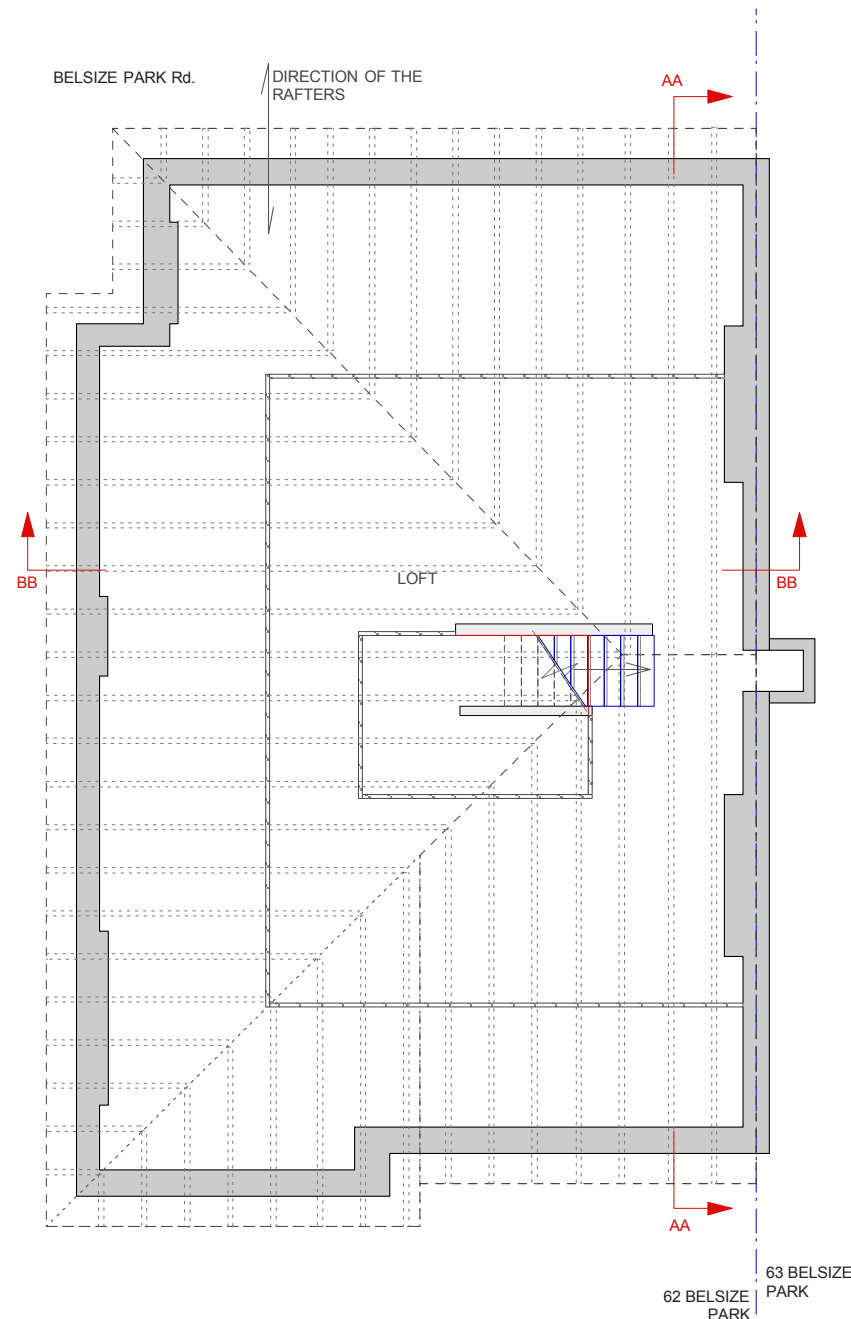 BELSIZE PARK Rd.
DIRECTION OF THE
RAFTERS
AA
BB
LOFT
BB
AA
63 BELSIZE
PARK
62 BELSIZE
PARK